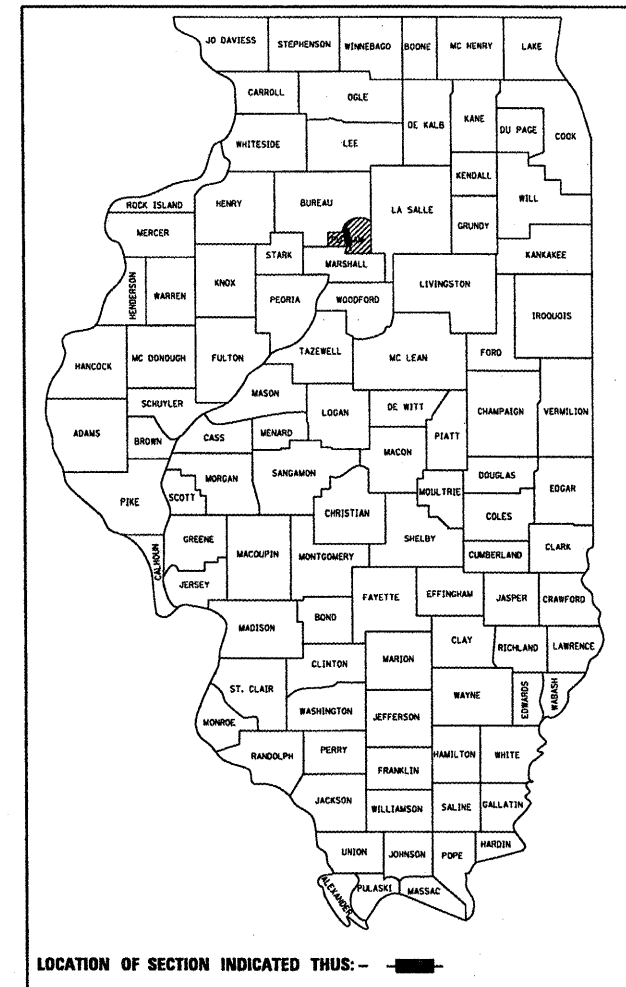 JO DAVIESS STEPHENSON WINNEBAGO BOONE MC HENRY LAKE
CARROLL OGLE DE KALB KANE DU PAGE COOK
WHITESIDE LEE
KENDALL WILL
ROCK ISLAND HENRY BUREAU LA SALLE GRUNDY
MERCER
STARK MARSHALL KANKAKEE
HENDERSON WARREN KNOX PEORIA WOODFORD LIVINGSTON IROQUOIS
TAZEWELL MC LEAN FORD
HANCOCK MC DONOUGH FULTON
MASON
SCHUYLER LOGAN DE WITT CHAMPAIGN VERMILION
ADAMS BROWN CASS MENARD MACON PIATT
SANGAMON DOUGLAS EDGAR
PIKE SCOTT MORGAN MOULTRIE
CHRISTIAN COLES
GREENE SHELBY
CALHOUN MACOUPIN MONTGOMERY CUMBERLAND CLARK
JERSEY
FAYETTE EFFINGHAM JASPER CRAWFORD
MADISON BOND
CLAY RICHLAND LAWRENCE
CLINTON MARION
ST. CLAIR WAYNE EDWARDS WABASH
WASHINGTON JEFFERSON
MONROE
RANDOLPH PERRY HAMILTON WHITE
FRANKLIN
JACKSON WILLIAMSON SALINE GALLATIN
UNION JOHNSON POPE HARDIN
ALEXANDER PULASKI MASSAC
LOCATION OF SECTION INDICATED THUS: -